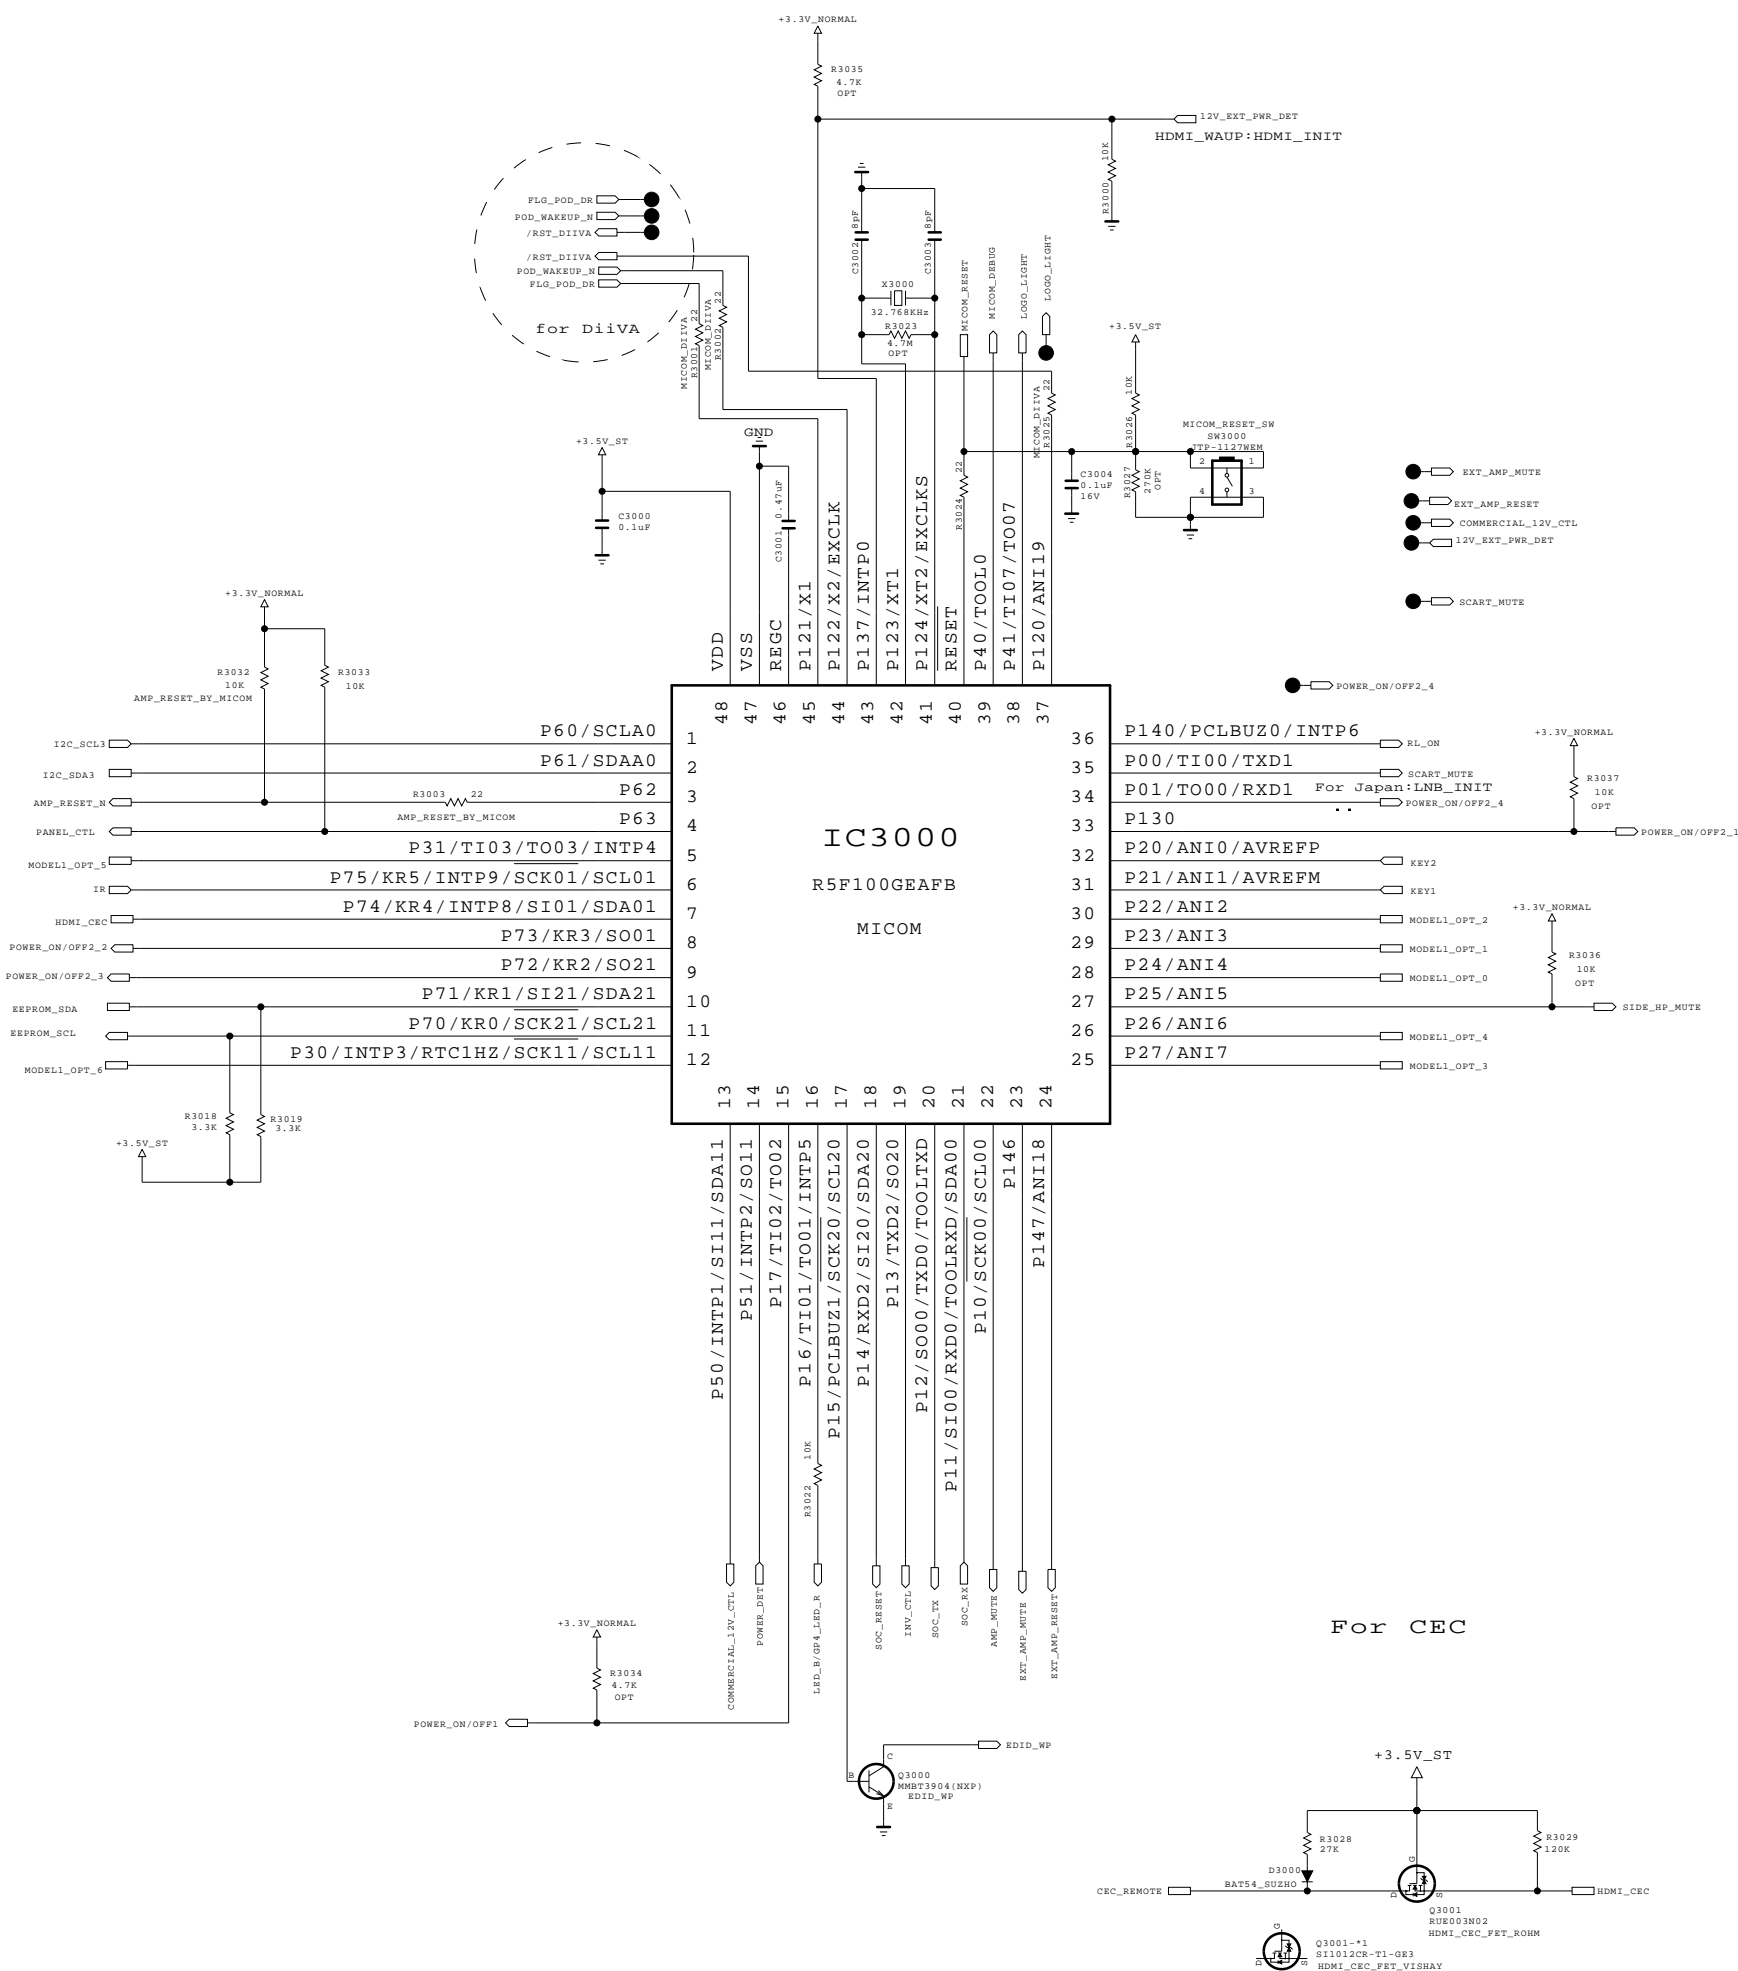 +3.3V_NORMAL
R3035
4.7K
OPT
12V_EXT_PWR_DET
HDMI_WAUP:HDMI_INIT
10K
R3000
FLG_POD_DR
POD_WAKEUP_N
/RST_DIIVA
/RST_DIIVA
POD_WAKEUP_N
FLG_POD_DR
for DiiVA
MICOM_DIIVA
R3001
22
MICOM_DIIVA
R3002
22
C3002
8pF
C3003
8pF
X3000
32.768KHz
R3023
4.7M
OPT
MICOM_RESET
MICOM_DEBUG
LOGO_LIGHT
LOGO_LIGHT
+3.5V_ST
10K
R3026
MICOM_DIIVA
R3025
22
R3024
22
C3004
0.1uF
16V
R3027
270K
OPT
MICOM_RESET_SW
SW3000
JTP-1127WEM
2
1
4
3
GND
+3.5V_ST
C3000
0.1uF
C3001
0.47uF
EXT_AMP_MUTE
EXT_AMP_RESET
COMMERCIAL_12V_CTL
12V_EXT_PWR_DET
SCART_MUTE
POWER_ON/OFF2_4
VDD
VSS
REGC
P121/X1
P122/X2/EXCLK
P137/INTP0
P123/XT1
P124/XT2/EXCLKS
RESET
P40/TOOL0
P41/TI07/TO07
P120/ANI19
48
47
46
45
44
43
42
41
40
39
38
37
+3.3V_NORMAL
R3032
10K
AMP_RESET_BY_MICOM
R3033
10K
I2C_SCL3
P60/SCLA0
1
I2C_SDA3
P61/SDAA0
2
AMP_RESET_N
R3003
22
AMP_RESET_BY_MICOM
P62
3
PANEL_CTL
P63
4
MODEL1_OPT_5
P31/TI03/TO03/INTP4
5
IR
P75/KR5/INTP9/SCK01/SCL01
6
HDMI_CEC
P74/KR4/INTP8/SI01/SDA01
7
POWER_ON/OFF2_2
P73/KR3/SO01
8
POWER_ON/OFF2_3
P72/KR2/SO21
9
EEPROM_SDA
P71/KR1/SI21/SDA21
10
EEPROM_SCL
P70/KR0/SCK21/SCL21
11
MODEL1_OPT_6
P30/INTP3/RTC1HZ/SCK11/SCL11
12
R3018
3.3K
R3019
3.3K
+3.5V_ST
IC3000
R5F100GEAFB
MICOM
36
P140/PCLBUZ0/INTP6
RL_ON
35
P00/TI00/TXD1
SCART_MUTE
34
P01/TO00/RXD1
For Japan:LNB_INIT
POWER_ON/OFF2_4
33
P130
POWER_ON/OFF2_1
+3.3V_NORMAL
R3037
10K
OPT
32
P20/ANI0/AVREFP
KEY2
31
P21/ANI1/AVREFM
KEY1
30
P22/ANI2
MODEL1_OPT_2
29
P23/ANI3
MODEL1_OPT_1
28
P24/ANI4
MODEL1_OPT_0
27
P25/ANI5
SIDE_HP_MUTE
+3.3V_NORMAL
R3036
10K
OPT
26
P26/ANI6
MODEL1_OPT_4
25
P27/ANI7
MODEL1_OPT_3
13
14
15
16
17
18
19
20
21
22
23
24
P50/INTP1/SI11/SDA11
P51/INTP2/SO11
P17/TI02/TO02
P16/TI01/TO01/INTP5
P15/PCLBUZ1/SCK20/SCL20
P14/RXD2/SI20/SDA20
P13/TXD2/SO20
P12/SO00/TXD0/TOOLTXD
P11/SI00/RXD0/TOOLRXD/SDA00
P10/SCK00/SCL00
P146
P147/ANI18
10K
R3022
COMMERCIAL_12V_CTL
POWER_DET
LED_B/GP4_LED_R
SOC_RESET
INV_CTL
SOC_TX
SOC_RX
AMP_MUTE
EXT_AMP_MUTE
EXT_AMP_RESET
+3.3V_NORMAL
R3034
4.7K
OPT
POWER_ON/OFF1
EDID_WP
C
B
E
Q3000
MMBT3904(NXP)
EDID_WP
For CEC
+3.5V_ST
R3028
27K
R3029
120K
D3000
BAT54_SUZHO
CEC_REMOTE
HDMI_CEC
G
D
S
Q3001
RUE003N02
HDMI_CEC_FET_ROHM
G
D
S
Q3001-*1
SI1012CR-T1-GE3
HDMI_CEC_FET_VISHAY